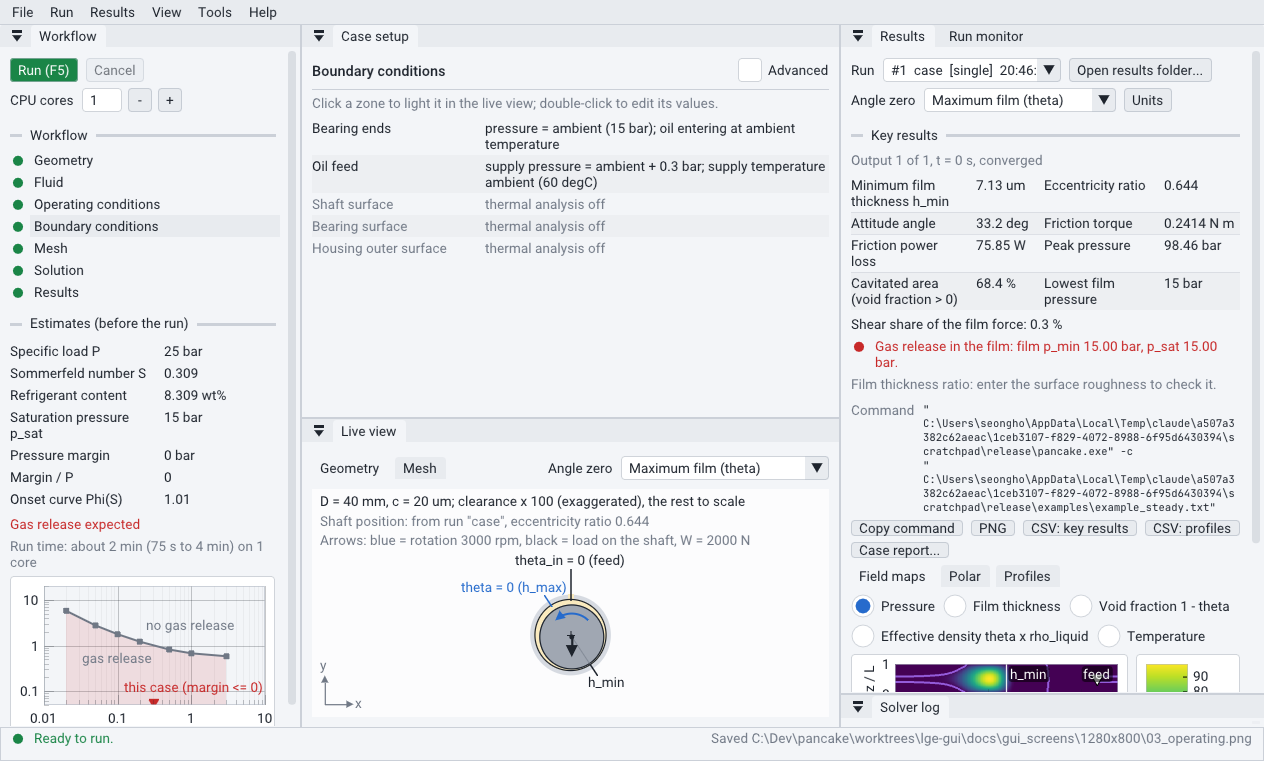 File Run Results View Tools Help
Workflow
Run (F5) Cancel
CPU cores 1 - +
Workflow
Geometry
Fluid
Operating conditions
Boundary conditions
Mesh
Solution
Results
Estimates (before the run)
Specific load P 25 bar
Sommerfeld number S 0.309
Refrigerant content 8.309 wt%
Saturation pressure 15 bar
p_sat
Pressure margin 0 bar
Margin / P 0
Onset curve Phi(S) 1.01
Gas release expected
Run time: about 2 min (75 s to 4 min) on 1
core
10
no gas release
1
gas release
this case (margin <= 0)
0.1
0.01 0.1 1 10
Case setup
Boundary conditions Advanced
Click a zone to light it in the live view; double-click to edit its values.
Bearing ends pressure = ambient (15 bar); oil entering at ambient
temperature
Oil feed supply pressure = ambient + 0.3 bar; supply temperature
ambient (60 degC)
Shaft surface thermal analysis off
Bearing surface thermal analysis off
Housing outer surface thermal analysis off
Live view
Geometry Mesh Angle zero Maximum film (theta)
D = 40 mm, c = 20 um; clearance x 100 (exaggerated), the rest to scale
Shaft position: from run "case", eccentricity ratio 0.644
Arrows: blue = rotation 3000 rpm, black = load on the shaft, W = 2000 N
theta_in = 0 (feed)
theta = 0 (h_max)
h_min
y
x
Results Run monitor
Run #1 case [single] 20:46: Open results folder...
Angle zero Maximum film (theta) Units
Key results
Output 1 of 1, t = 0 s, converged
Minimum film 7.13 um Eccentricity ratio 0.644
thickness h_min
Attitude angle 33.2 deg Friction torque 0.2414 N m
Friction power 75.85 W Peak pressure 98.46 bar
loss
Cavitated area 68.4 % Lowest film 15 bar
(void fraction > 0) pressure
Shear share of the film force: 0.3 %
Gas release in the film: film p_min 15.00 bar, p_sat 15.00
bar.
Film thickness ratio: enter the surface roughness to check it.
Command "
C:\Users\seongho\AppData\Local\Temp\claude\a507a3
382c62aeac\1ceb3107-f829-4072-8988-6f95d6430394\s
cratchpad\release\pancake.exe" -c
"
C:\Users\seongho\AppData\Local\Temp\claude\a507a3
382c62aeac\1ceb3107-f829-4072-8988-6f95d6430394\s
cratchpad\release\examples\example_steady.txt"
Copy command PNG CSV: key results CSV: profiles
Case report...
Field maps Polar Profiles
Pressure Film thickness Void fraction 1 - theta
Effective density theta x rho_liquid Temperature
1
z / L
h_min feed
90
80
Solver log
Ready to run. Saved C:\Dev\pancake\worktrees\lge-gui\docs\gui_screens\1280x800\03_operating.png